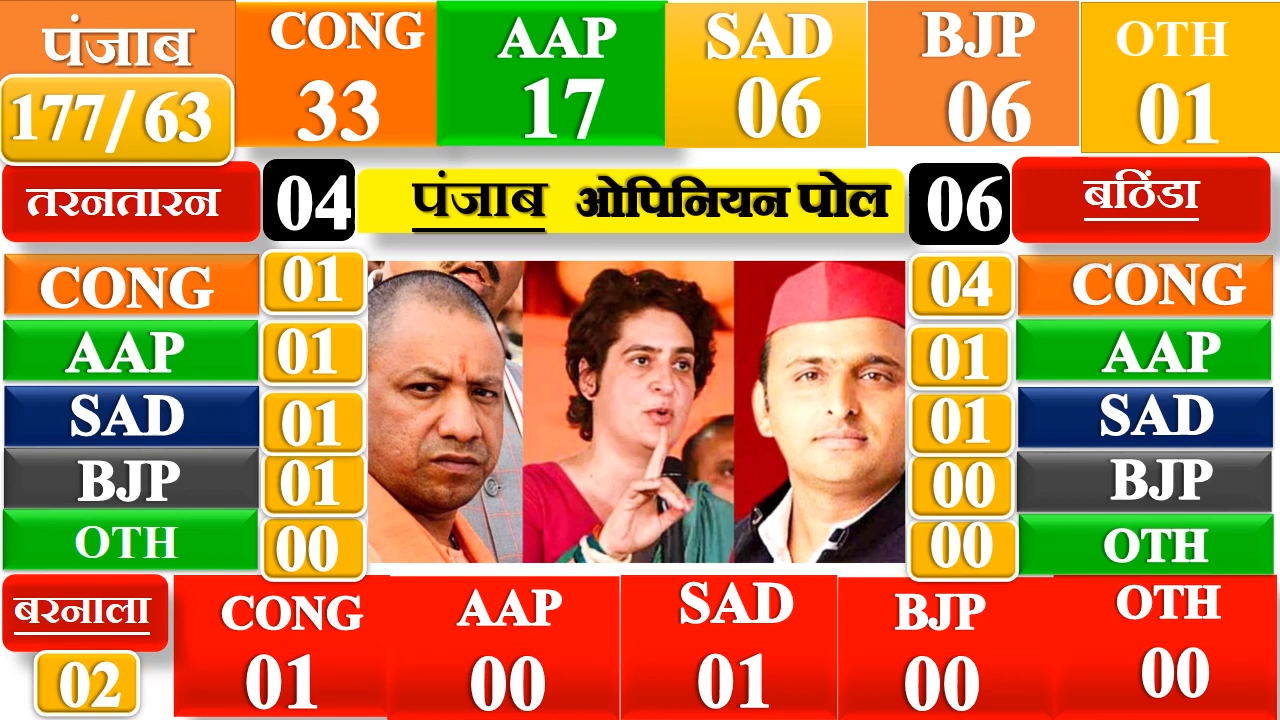 पंजाब CONG AAP SAD BJP OTH
177/63 33 17 06 06 01
तरनतारन 04 पंजाब ओपिनियन पोल 06 बठिंडा
CONG 01 04 CONG
AAP 01 01 AAP
SAD 01 01 SAD
BJP 01 00 BJP
OTH 00 00 OTH
बरनाला CONG AAP SAD BJP OTH
02 01 00 01 00 00